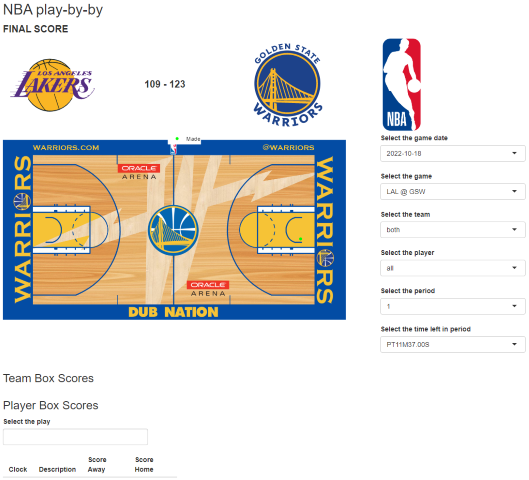 NBA play-by-play
FINAL SCORE
LOS ANGELES
LAKERS
109 - 123
GOLDEN STATE
WARRIORS
NBA
Made
WARRIORS.COM
@WARRIORS
WARRIORS
ORACLE
ARENA
WARRIORS
ORACLE
ARENA
DUB NATION
Select the game date
2022-10-18
Select the game
LAL @ GSW
Select the team
both
Select the player
all
Select the period
1
Select the time left in period
PT11M37.00S
Team Box Scores
Player Box Scores
Select the play
Clock Description Score Away Score Home